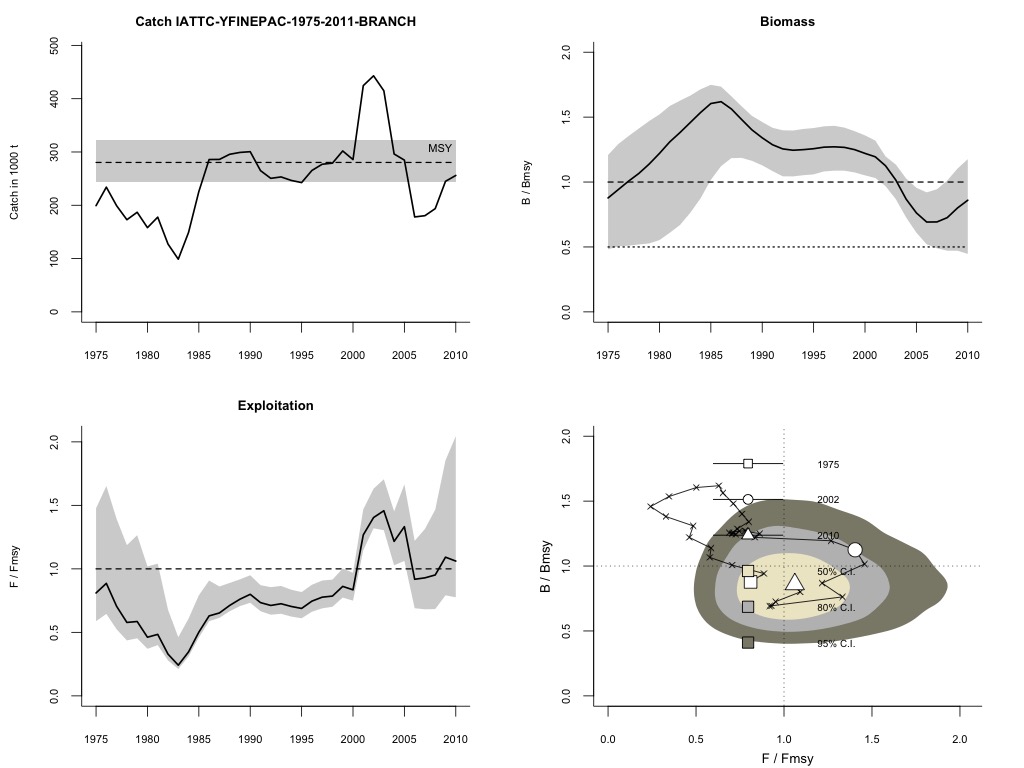 Catch IATTC-YFINEPAC-1975-2011-BRANCH
Catch in 1000 t
0 100 200 300 400 500
MSY
1975 1980 1985 1990 1995 2000 2005 2010
Biomass
B / Bmsy
0.0 0.5 1.0 1.5 2.0
1975 1980 1985 1990 1995 2000 2005 2010
Exploitation
F / Fmsy
0.0 0.5 1.0 1.5 2.0
1975 1980 1985 1990 1995 2000 2005 2010
B / Bmsy
0.0 0.5 1.0 1.5 2.0
1975
2002
2010
50% C.I.
80% C.I.
95% C.I.
0.0 0.5 1.0 1.5 2.0
F / Fmsy